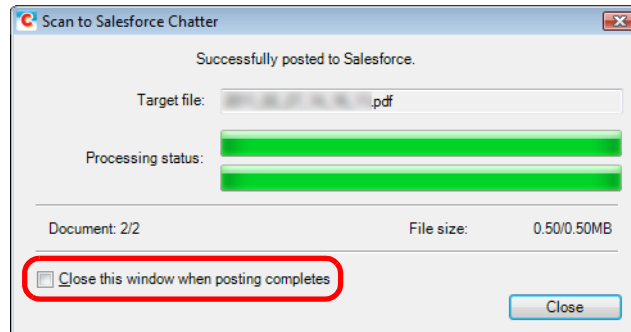 Scan to Salesforce Chatter
Successfully posted to Salesforce.
Target file: .pdf
Processing status:
Document: 2/2 File size: 0.50/0.50MB
Close this window when posting completes
Close